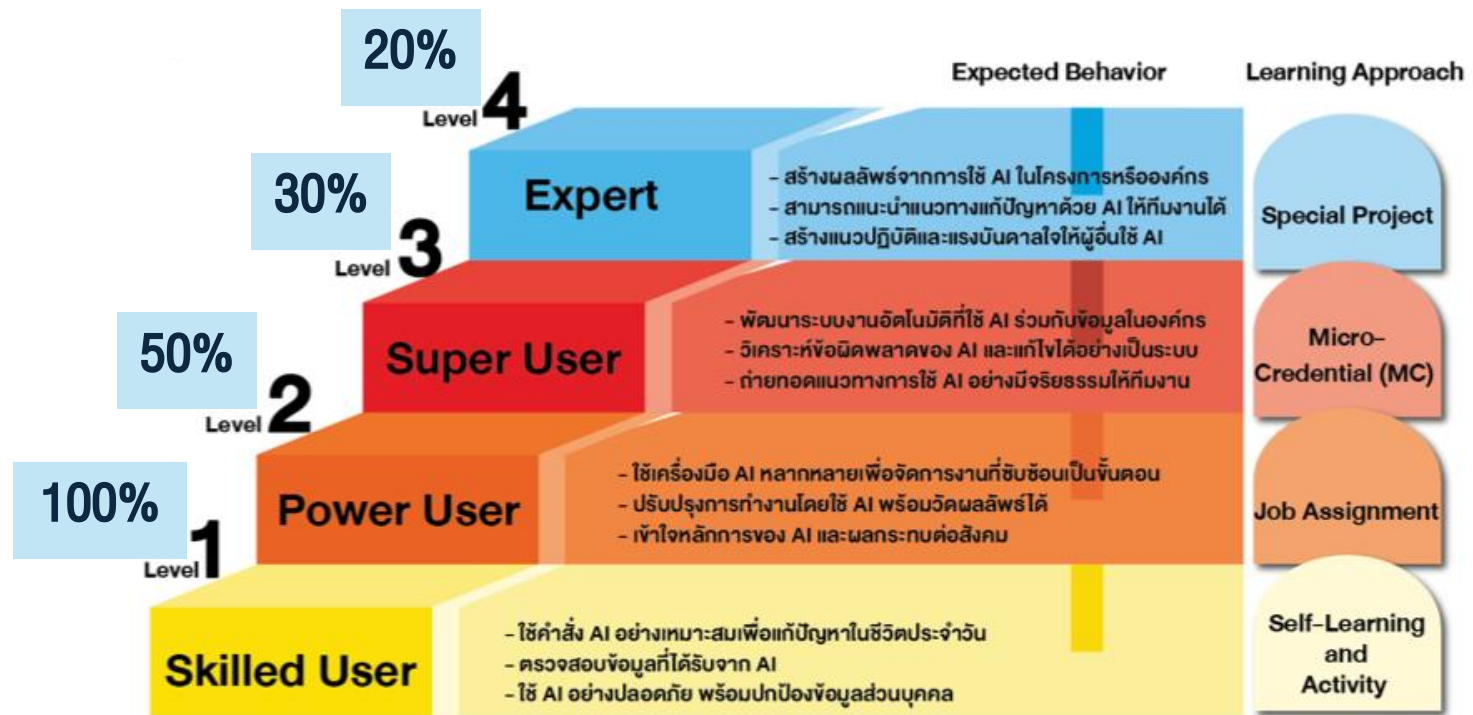 Expected Behavior
Learning Approach
20%
Level 4
Expert
- สร้างผลลัพธ์จากการใช้ AI ในโครงการหรือองค์กร
- สามารถแนะนำแนวทางแก้ปัญหาด้วย AI ให้ทีมงานได้
- สร้างแนวปฏิบัติและแรงบันดาลใจให้ผู้อื่นใช้ AI
Special Project
30%
Level 3
Super User
- พัฒนาระบบงานอัตโนมัติที่ใช้ AI ร่วมกับข้อมูลในองค์กร
- วิเคราะห์ข้อผิดพลาดของ AI และแก้ไขได้อย่างเป็นระบบ
- ถ่ายทอดแนวทางการใช้ AI อย่างมีจริยธรรมให้ทีมงาน
Micro-
Credential (MC)
50%
Level 2
Power User
- ใช้เครื่องมือ AI หลากหลายเพื่อจัดการงานที่ซับซ้อนเป็นขั้นตอน
- ปรับปรุงการทำงานโดยใช้ AI พร้อมวัดผลลัพธ์ได้
- เข้าใจหลักการของ AI และผลกระทบต่อสังคม
Job Assignment
100%
Level 1
Skilled User
- ใช้คำสั่ง AI อย่างเหมาะสมเพื่อแก้ปัญหาในชีวิตประจำวัน
- ตรวจสอบข้อมูลที่ได้รับจาก AI
- ใช้ AI อย่างปลอดภัย พร้อมปกป้องข้อมูลส่วนบุคคล
Self-Learning
and
Activity